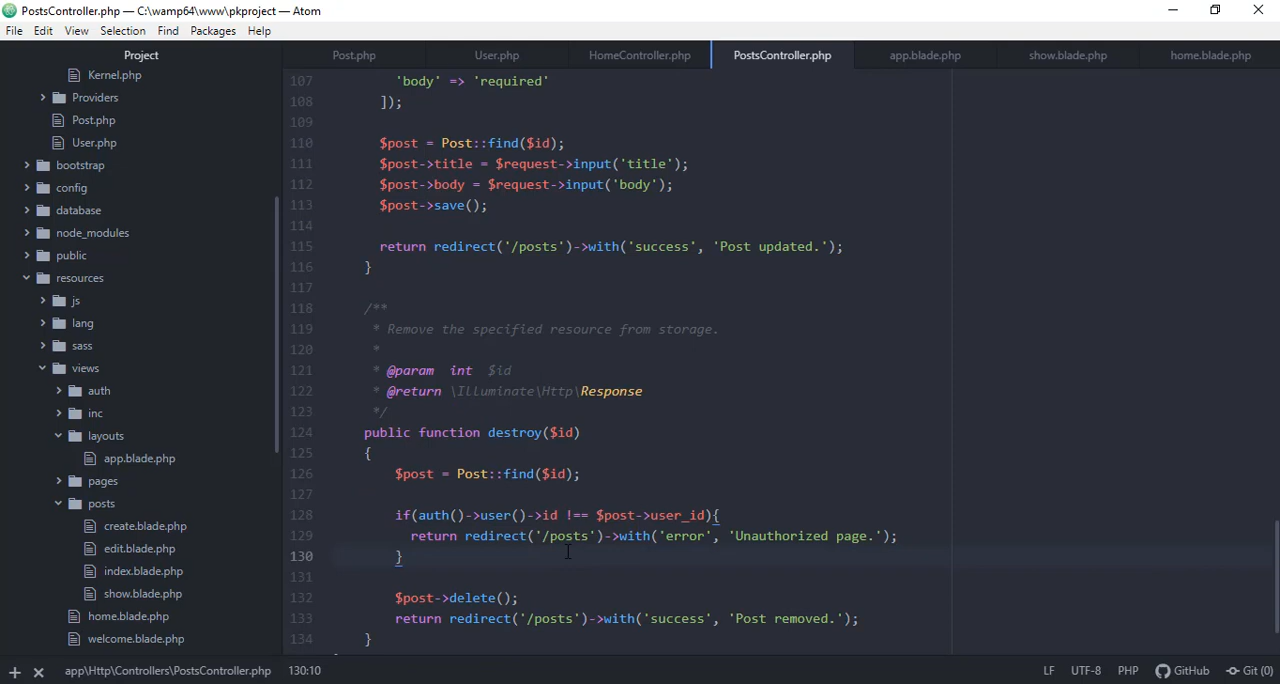 PostsController.php — C:\wamp64\www\pkproject — Atom
File Edit View Selection Find Packages Help
Project
Kernel.php
Providers
Post.php
User.php
bootstrap
config
database
node_modules
public
resources
js
lang
sass
views
auth
inc
layouts
app.blade.php
pages
posts
create.blade.php
edit.blade.php
index.blade.php
show.blade.php
home.blade.php
welcome.blade.php
Post.php User.php HomeController.php PostsController.php app.blade.php show.blade.php home.blade.php
107 'body' => 'required'
108 ]);
109
110 $post = Post::find($id);
111 $post->title = $request->input('title');
112 $post->body = $request->input('body');
113 $post->save();
114
115 return redirect('/posts')->with('success', 'Post updated.');
116 }
117
118 /**
119 * Remove the specified resource from storage.
120 *
121 * @param  int  $id
122 * @return \Illuminate\Http\Response
123 */
124 public function destroy($id)
125 {
126 $post = Post::find($id);
127
128 if(auth()->user()->id !== $post->user_id){
129 return redirect('/posts')->with('error', 'Unauthorized page.');
130 }
131
132 $post->delete();
133 return redirect('/posts')->with('success', 'Post removed.');
134 }
app\Http\Controllers\PostsController.php 130:10 LF UTF-8 PHP GitHub Git (0)